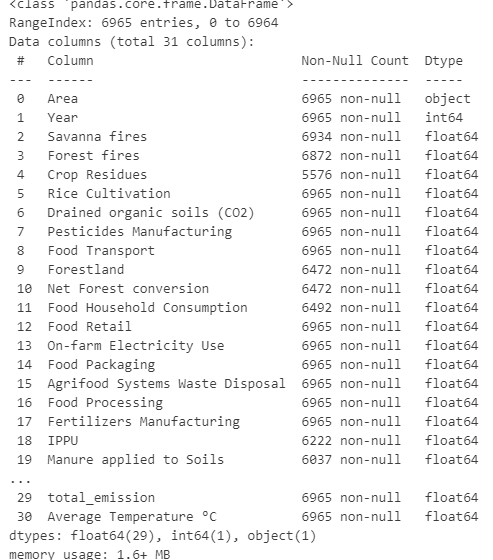 <class 'pandas.core.frame.DataFrame'>
RangeIndex: 6965 entries, 0 to 6964
Data columns (total 31 columns):
 #   Column                         Non-Null Count  Dtype
---  ------                         --------------  -----
 0   Area                           6965 non-null   object
 1   Year                           6965 non-null   int64
 2   Savanna fires                  6934 non-null   float64
 3   Forest fires                   6872 non-null   float64
 4   Crop Residues                  5576 non-null   float64
 5   Rice Cultivation               6965 non-null   float64
 6   Drained organic soils (CO2)    6965 non-null   float64
 7   Pesticides Manufacturing       6965 non-null   float64
 8   Food Transport                 6965 non-null   float64
 9   Forestland                     6472 non-null   float64
 10  Net Forest conversion          6472 non-null   float64
 11  Food Household Consumption     6492 non-null   float64
 12  Food Retail                    6965 non-null   float64
 13  On-farm Electricity Use        6965 non-null   float64
 14  Food Packaging                 6965 non-null   float64
 15  Agrifood Systems Waste Disposal  6965 non-null   float64
 16  Food Processing                6965 non-null   float64
 17  Fertilizers Manufacturing      6965 non-null   float64
 18  IPPU                           6222 non-null   float64
 19  Manure applied to Soils        6037 non-null   float64
...
 29  total_emission                 6965 non-null   float64
 30  Average Temperature °C         6965 non-null   float64
dtypes: float64(29), int64(1), object(1)
memory usage: 1.6+ MB